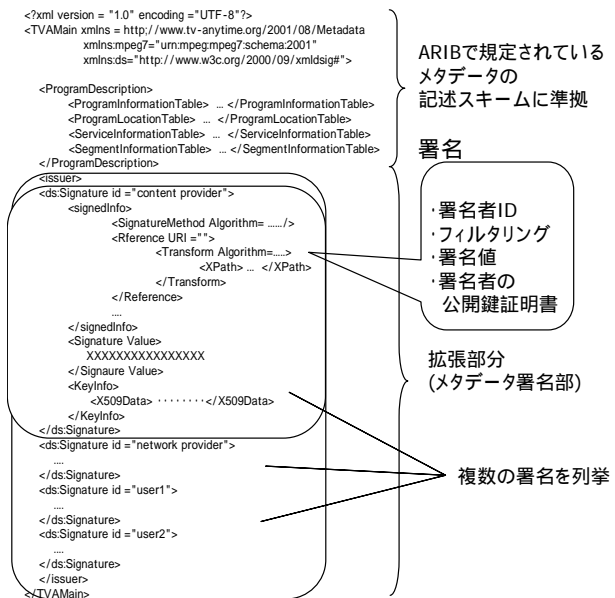 <?xml version = "1.0" encoding ="UTF-8"?>
<TVAMain xmlns = http;//www.tv-anytime.org/2001/08/Metadata
xmlns:mpeg7="urn:mpeg:mpeg7:schema:2001"
xmlns:ds="http://www.w3c.org/2000/09/xmldsig#">
<ProgramDescription>
<ProgramInformationTable> ... </ProgramInformationTable>
<ProgramLocationTable> ... </ProgramLocationTable>
<ServiceInformationTable> ... </ServiceInformationTable>
<SegmentInformationTable> ... </SegmentInformationTable>
</ProgramDescription>
<issuer>
<ds:Signature id ="content provider">
<signedInfo>
<SignatureMethod Algorithm= ....../>
<Rference URI ="">
<Transform Algorithm=.....>
<XPath> ... </XPath>
</Transform>
</Reference>
....
</signedInfo>
<Signature Value>
XXXXXXXXXXXXXXXX
</Signaure Value>
<KeyInfo>
<X509Data> ········</X509Data>
</KeyInfo>
</ds:Signature>
<ds:Signature id ="network provider">
....
</ds:Signature>
<ds:Signature id ="user1">
....
</ds:Signature>
<ds:Signature id ="user2">
....
</ds:Signature>
</issuer>
</TVAMain>
ARIBで規定されている
メタデータの
記述スキームに準拠
署名
·署名者ID
·フィルタリング
·署名値
·署名者の
公開鍵証明書
拡張部分
(メタデータ署名部)
複数の署名を列挙